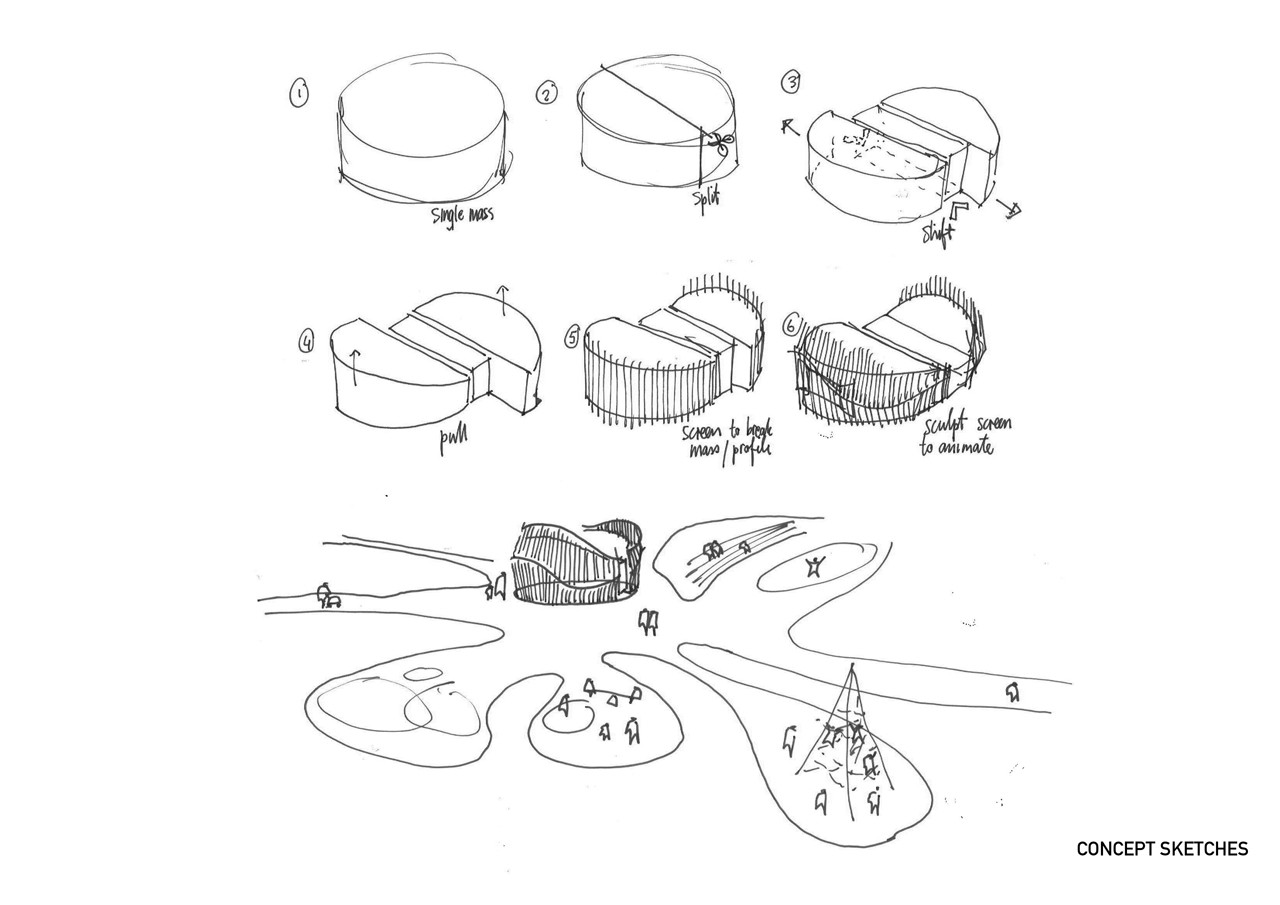 1
2
3
single mass
split
shift
4
5
6
pull
screen to break
mass / profile
sculpt screen
to animate
CONCEPT SKETCHES